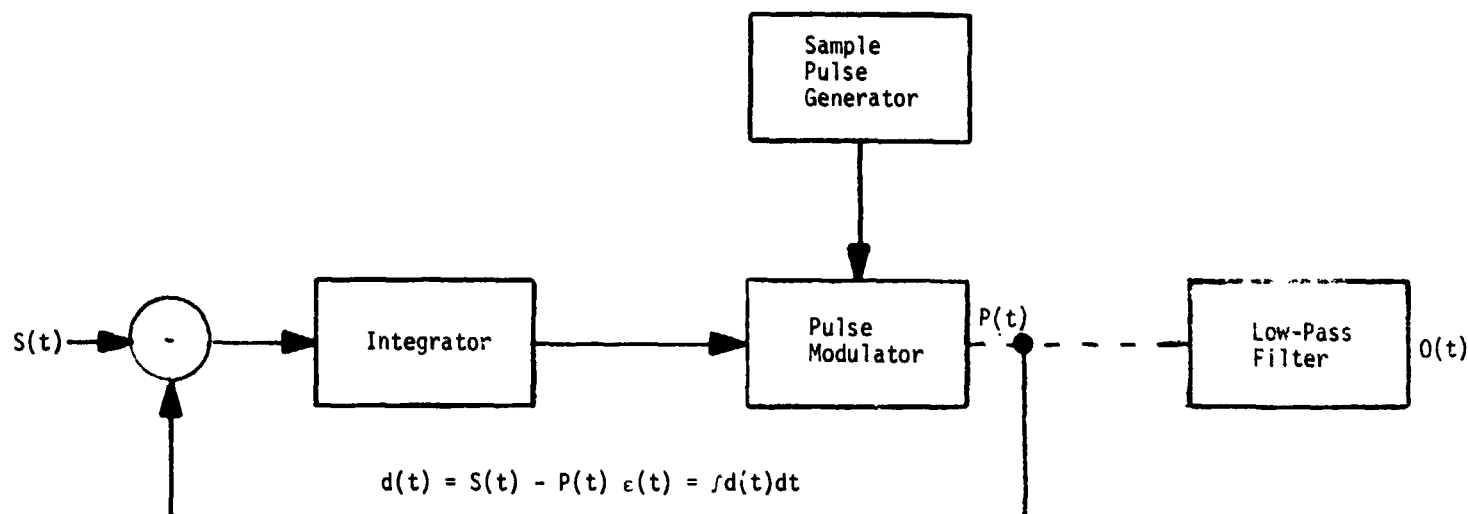 Sample
Pulse
Generator
S(t)
-
Integrator
Pulse
Modulator
P(t)
Low-Pass
Filter
O(t)
d(t) = S(t) - P(t) ε(t) = ∫d(t)dt